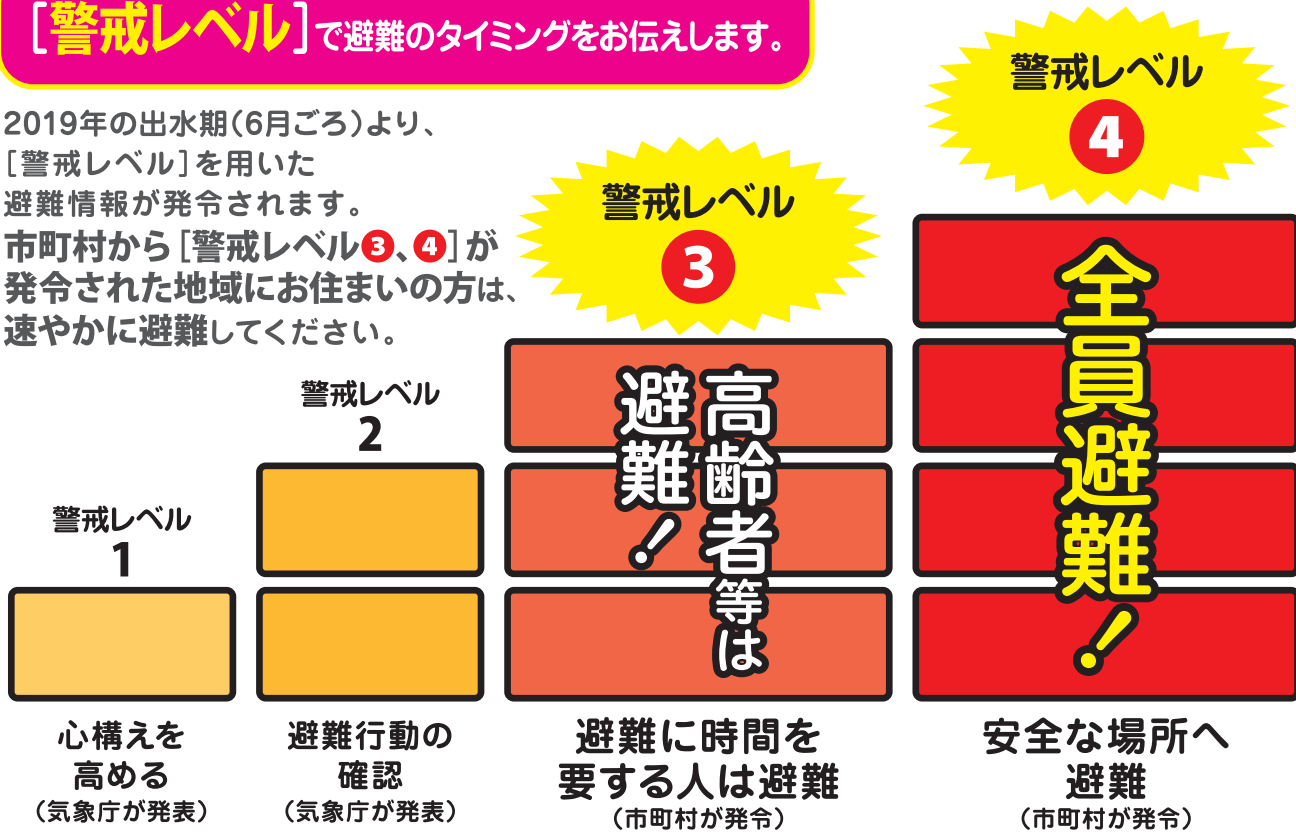 [警戒レベル]で避難のタイミングをお伝えします。
2019年の出水期(6月ごろ)より、
[警戒レベル]を用いた
避難情報が発令されます。
市町村から[警戒レベル3、4]が
発令された地域にお住まいの方は、
速やかに避難してください。
警戒レベル
1
心構えを
高める
(気象庁が発表)
警戒レベル
2
避難行動の
確認
(気象庁が発表)
警戒レベル
3
高齢者等は
避難!
避難に時間を
要する人は避難
(市町村が発令)
警戒レベル
4
全員避難!
安全な場所へ
避難
(市町村が発令)